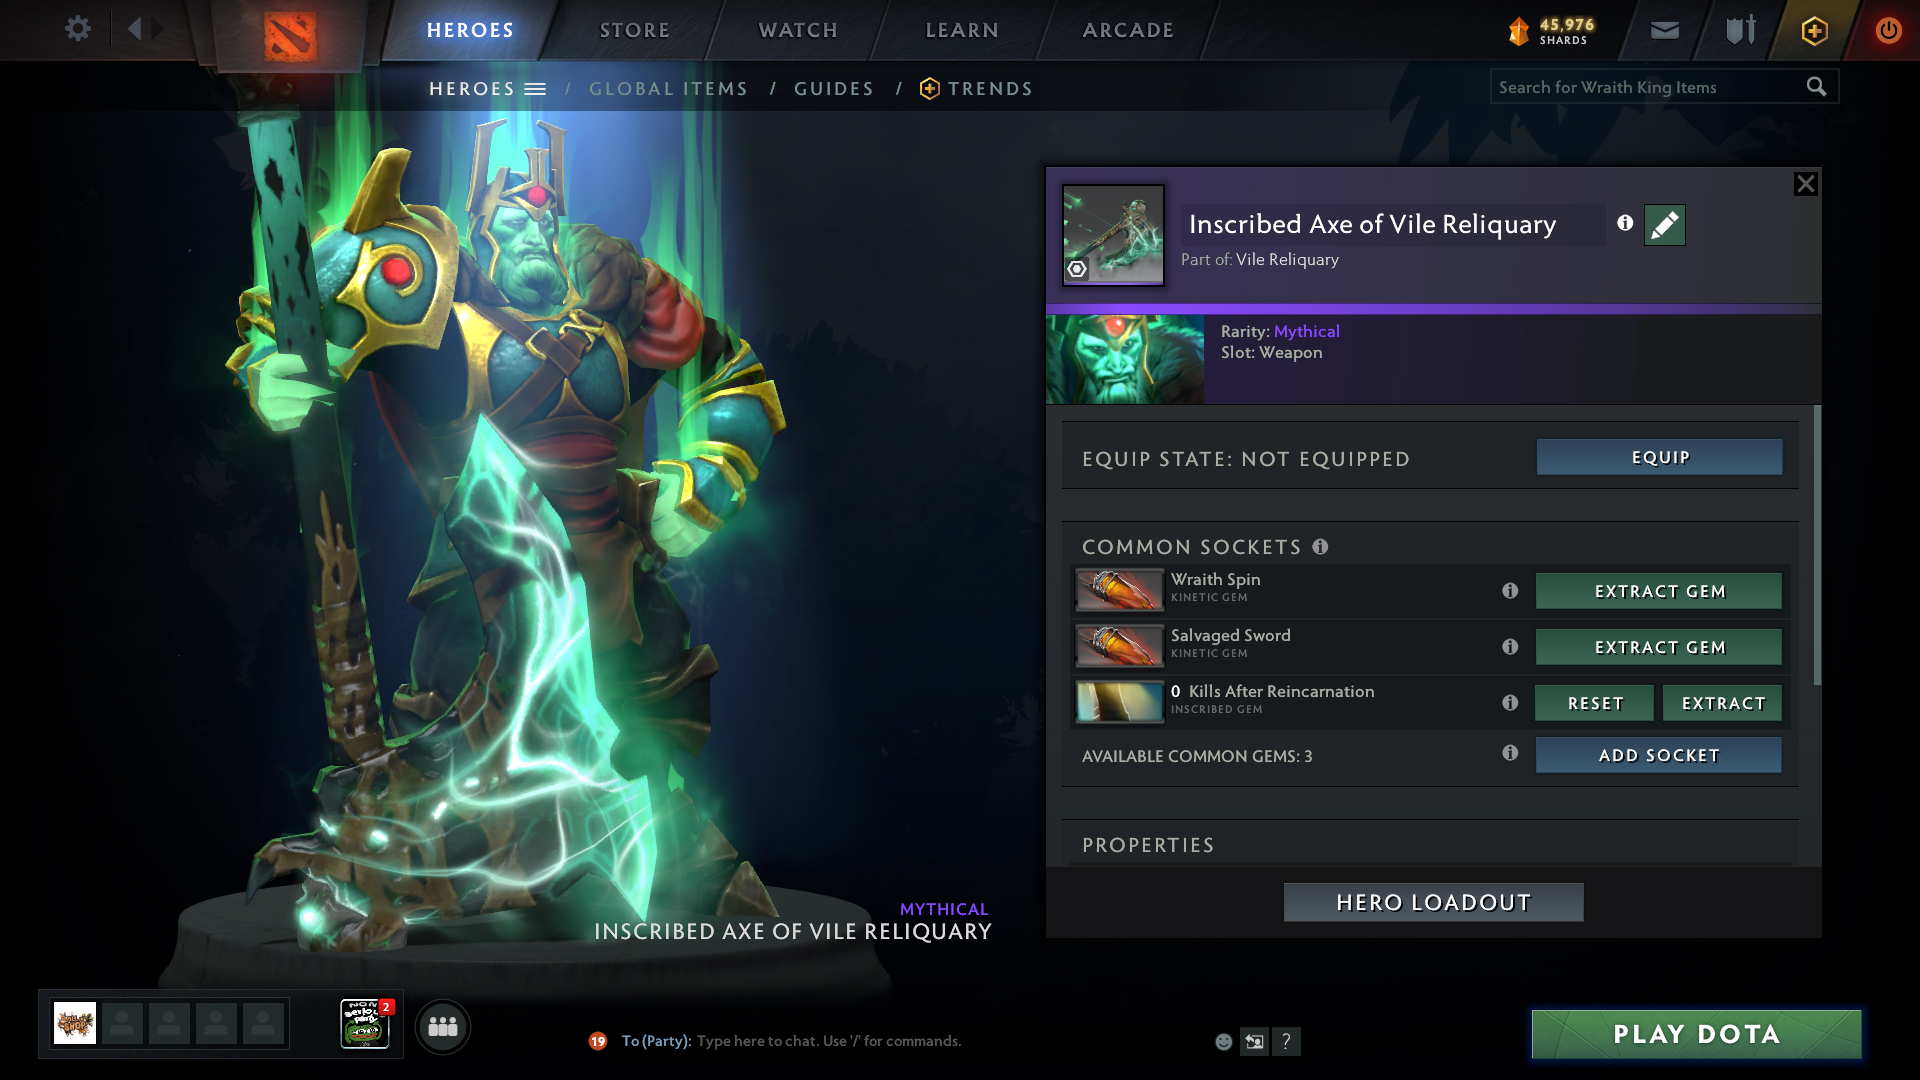 HEROES
STORE
WATCH
LEARN
ARCADE
45,976
SHARDS
HEROES / GLOBAL ITEMS / GUIDES / TRENDS
Search for Wraith King Items
Inscribed Axe of Vile Reliquary
Part of: Vile Reliquary
Rarity: Mythical
Slot: Weapon
EQUIP STATE: NOT EQUIPPED
EQUIP
COMMON SOCKETS
Wraith Spin
KINETIC GEM
EXTRACT GEM
Salvaged Sword
KINETIC GEM
EXTRACT GEM
0 Kills After Reincarnation
INSCRIBED GEM
RESET
EXTRACT
AVAILABLE COMMON GEMS: 3
ADD SOCKET
PROPERTIES
HERO LOADOUT
MYTHICAL
INSCRIBED AXE OF VILE RELIQUARY
2
19
To (Party): Type here to chat. Use '/' for commands.
?
PLAY DOTA